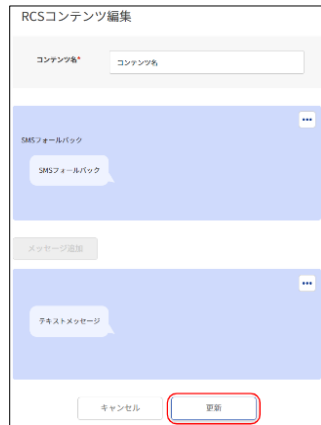 RCSコンテンツ編集
コンテンツ名*
コンテンツ名
SMSフォールバック
SMSフォールバック
メッセージ追加
テキストメッセージ
キャンセル
更新